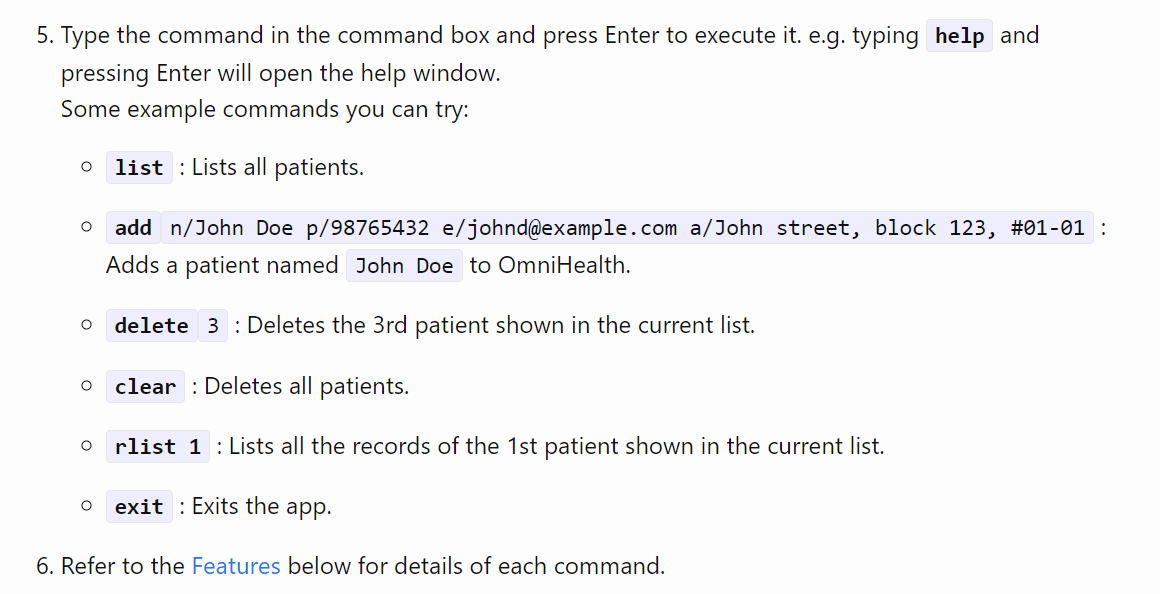 5. Type the command in the command box and press Enter to execute it. e.g. typing help and
pressing Enter will open the help window.
Some example commands you can try:
list : Lists all patients.
add n/John Doe p/98765432 e/johnd@example.com a/John street, block 123, #01-01 :
Adds a patient named John Doe to OmniHealth.
delete 3 : Deletes the 3rd patient shown in the current list.
clear : Deletes all patients.
rlist 1 : Lists all the records of the 1st patient shown in the current list.
exit : Exits the app.
6. Refer to the Features below for details of each command.